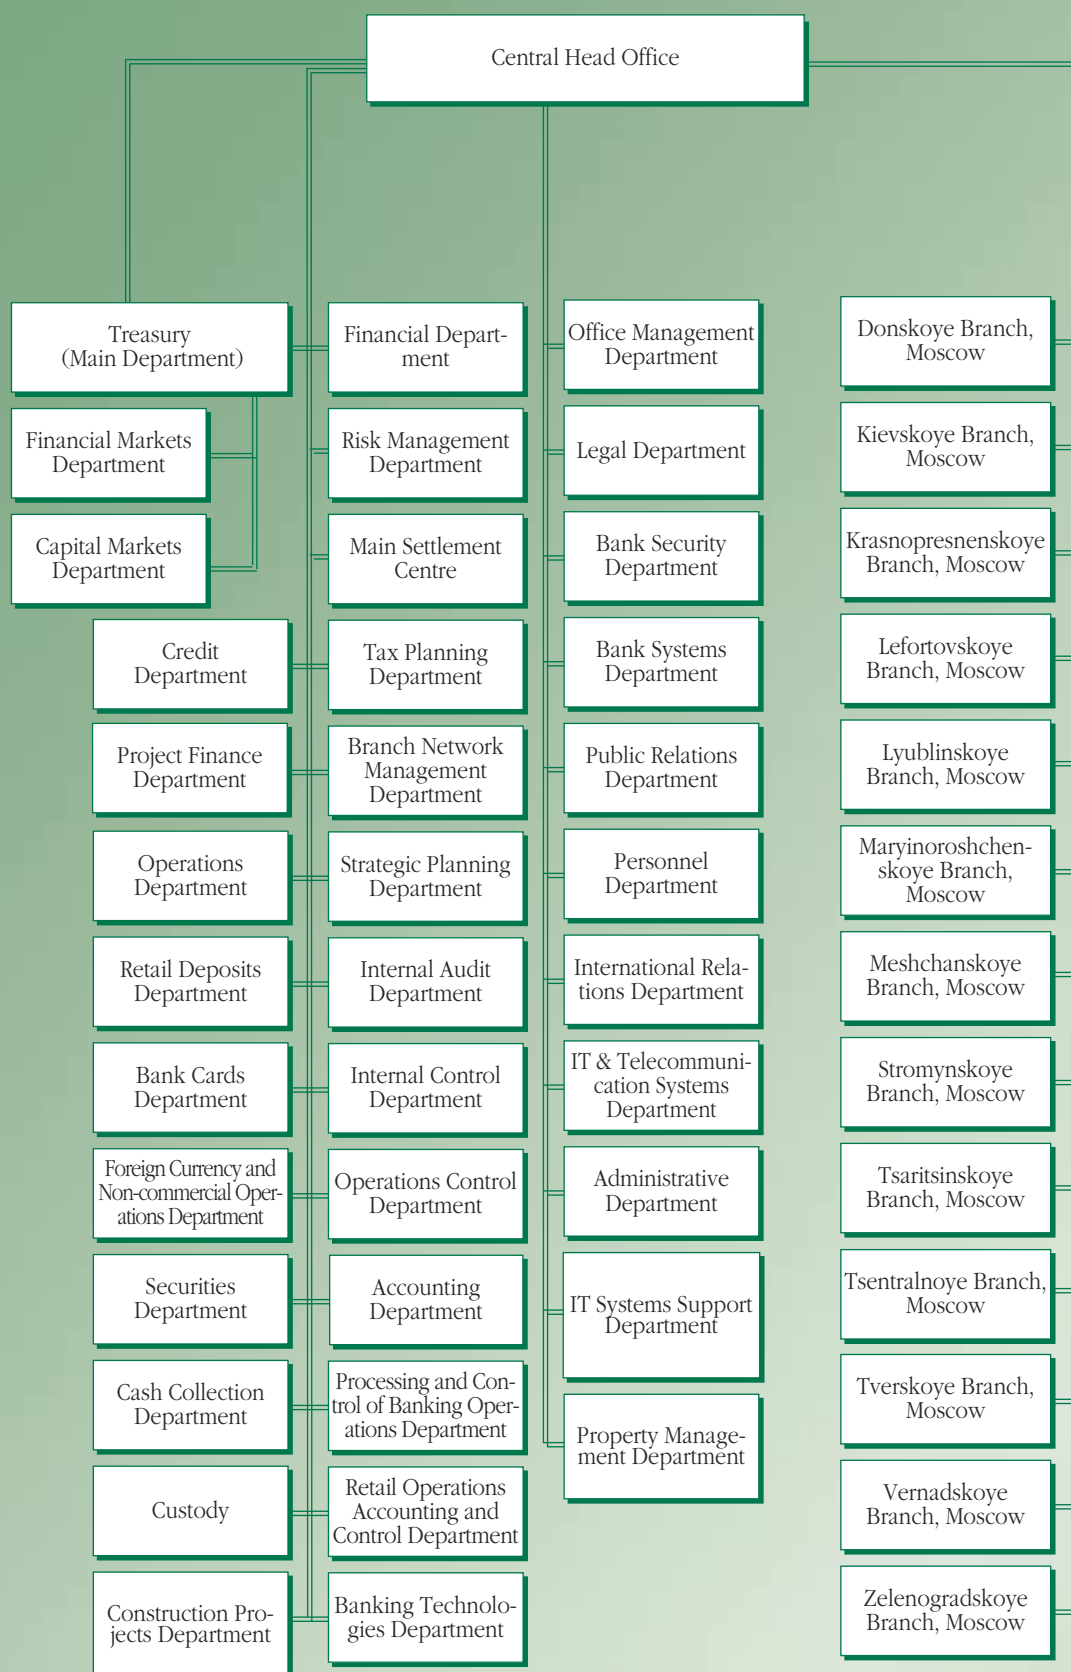 Central Head Office
Treasury
(Main Department)
Financial Markets
Department
Capital Markets
Department
Credit
Department
Project Finance
Department
Operations
Department
Retail Deposits
Department
Bank Cards
Department
Foreign Currency and
Non-commercial Oper-
ations Department
Securities
Department
Cash Collection
Department
Custody
Construction Pro-
jects Department
Financial Depart-
ment
Risk Management
Department
Main Settlement
Centre
Tax Planning
Department
Branch Network
Management
Department
Strategic Planning
Department
Internal Audit
Department
Internal Control
Department
Operations Control
Department
Accounting
Department
Processing and Con-
trol of Banking Oper-
ations Department
Retail Operations
Accounting and
Control Department
Banking Technolo-
gies Department
Office Management
Department
Legal Department
Bank Security
Department
Bank Systems
Department
Public Relations
Department
Personnel
Department
International Rela-
tions Department
IT & Telecommuni-
cation Systems
Department
Administrative
Department
IT Systems Support
Department
Property Manage-
ment Department
Donskoye Branch,
Moscow
Kievskoye Branch,
Moscow
Krasnopresnenskoye
Branch, Moscow
Lefortovskoye
Branch, Moscow
Lyublinskoye
Branch, Moscow
Maryinoroshchen-
skoye Branch,
Moscow
Meshchanskoye
Branch, Moscow
Stromynskoye
Branch, Moscow
Tsaritsinskoye
Branch, Moscow
Tsentralnoye Branch,
Moscow
Tverskoye Branch,
Moscow
Vernadskoye
Branch, Moscow
Zelenogradskoye
Branch, Moscow